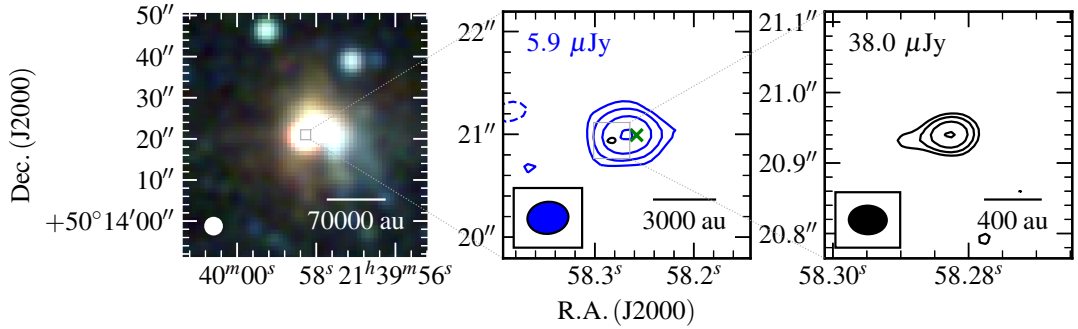 Dec. (J2000)
50″
40″
30″
20″
10″
+50°14′00″
40ᵐ00ˢ
58ˢ
21ʰ39ᵐ56ˢ
70000 au
22″
21″
20″
58.3ˢ
58.2ˢ
5.9 μJy
3000 au
R.A. (J2000)
21.1″
21.0″
20.9″
20.8″
58.30ˢ
58.28ˢ
38.0 μJy
400 au